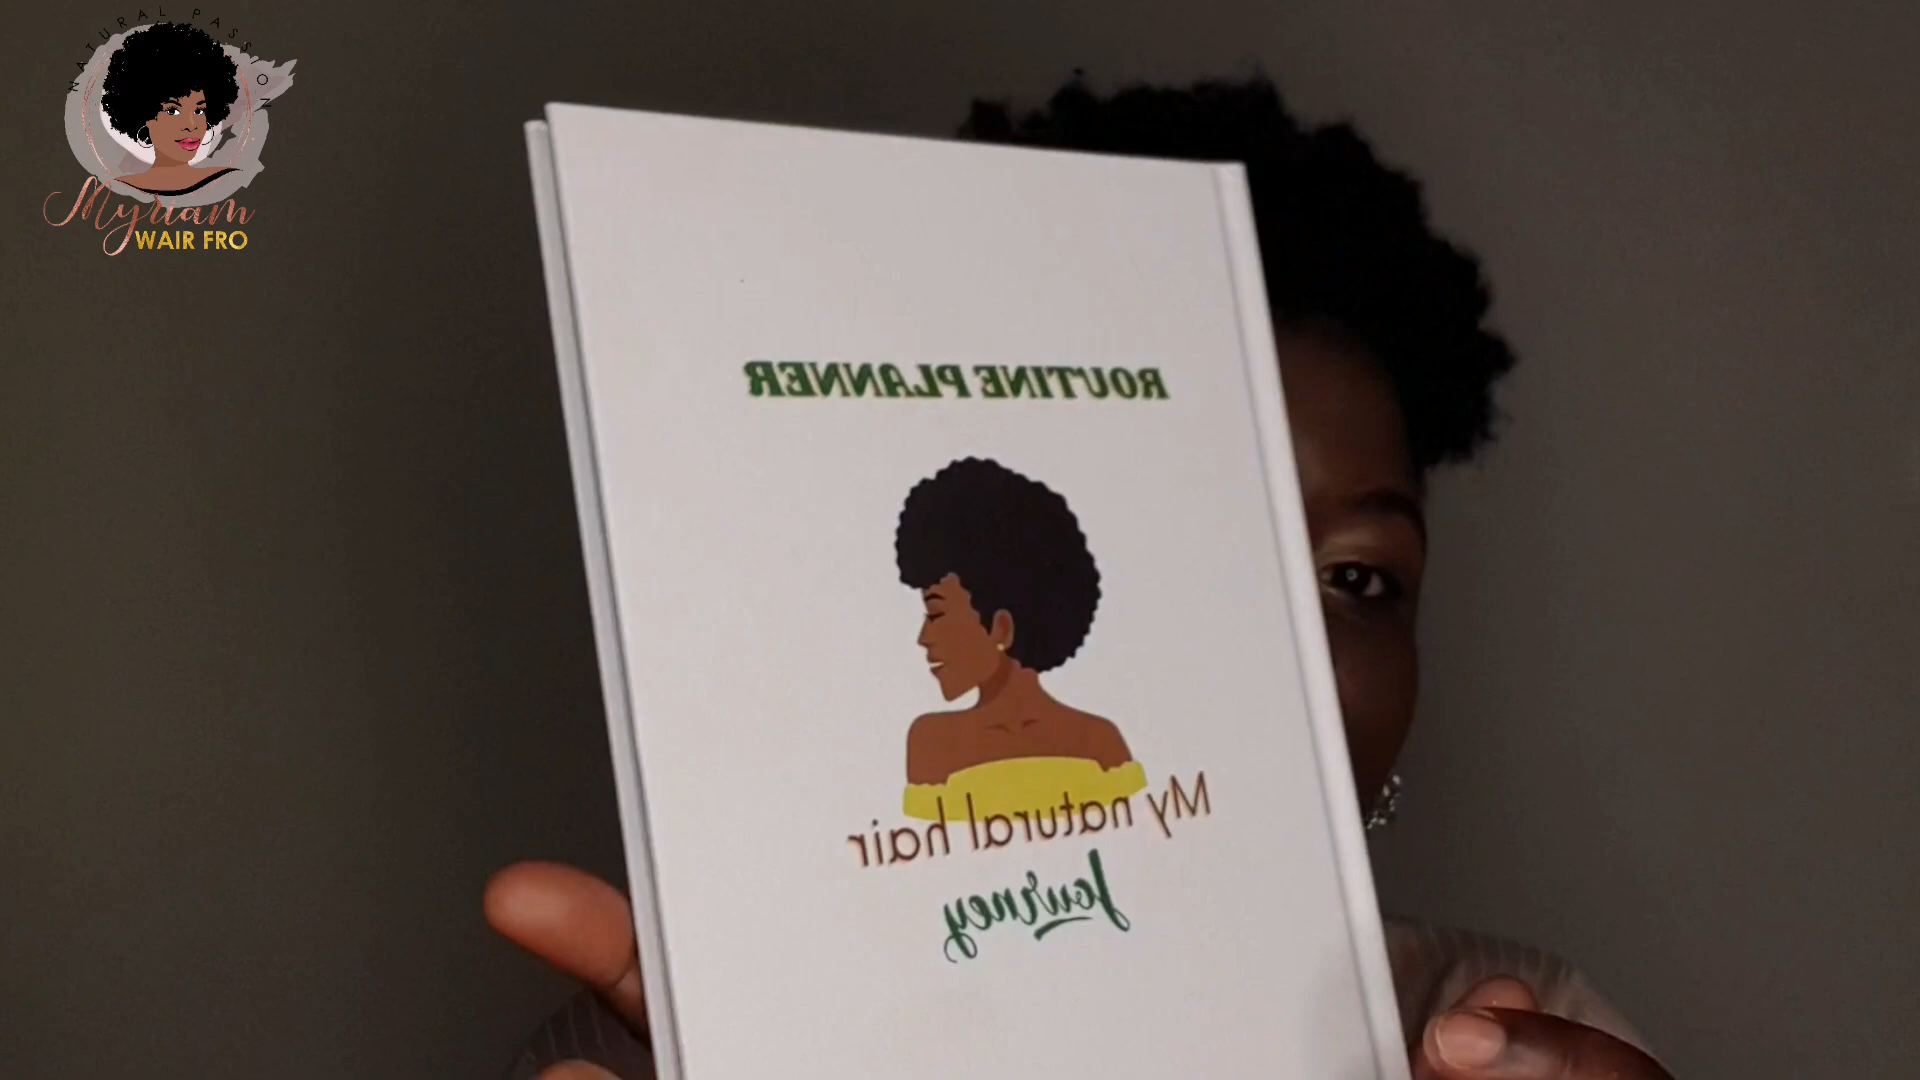 NATURAL PASSION
Myriam
WAIR FRO
ROUTINE PLANNER
My natural hair
Journey